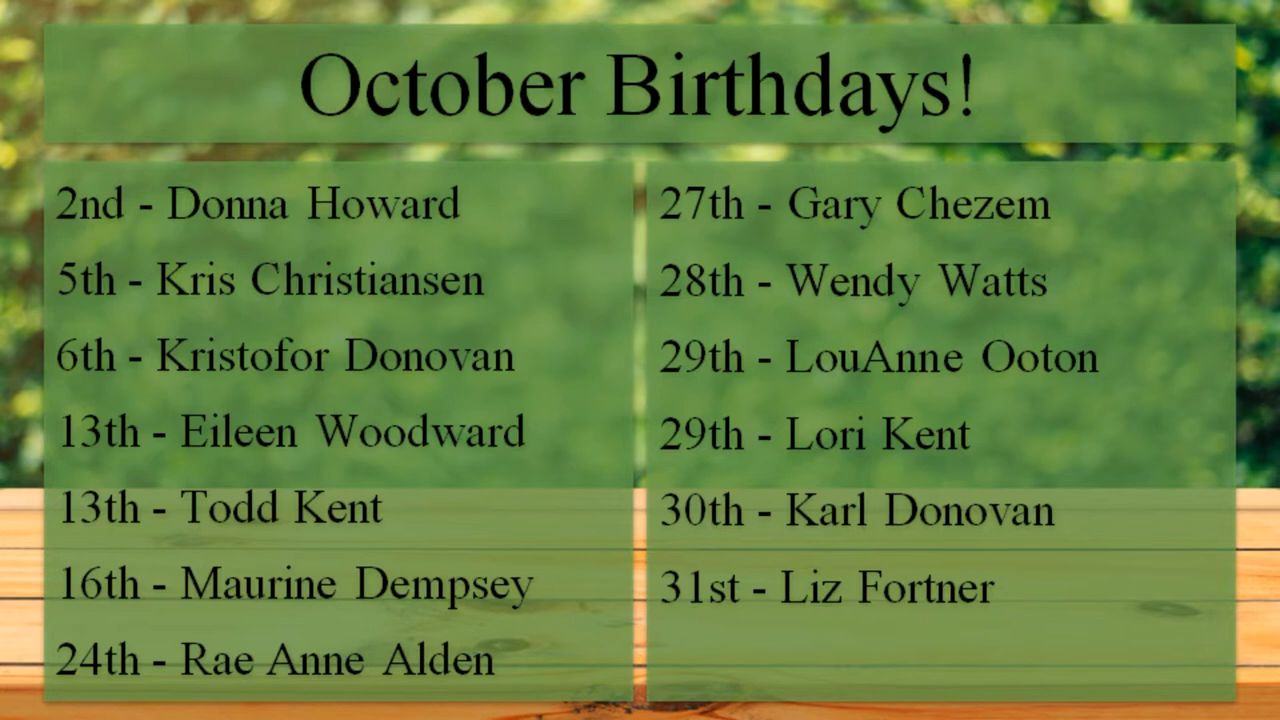 October Birthdays!
2nd - Donna Howard
5th - Kris Christiansen
6th - Kristofor Donovan
13th - Eileen Woodward
13th - Todd Kent
16th - Maurine Dempsey
24th - Rae Anne Alden
27th - Gary Chezem
28th - Wendy Watts
29th - LouAnne Ooton
29th - Lori Kent
30th - Karl Donovan
31st - Liz Fortner